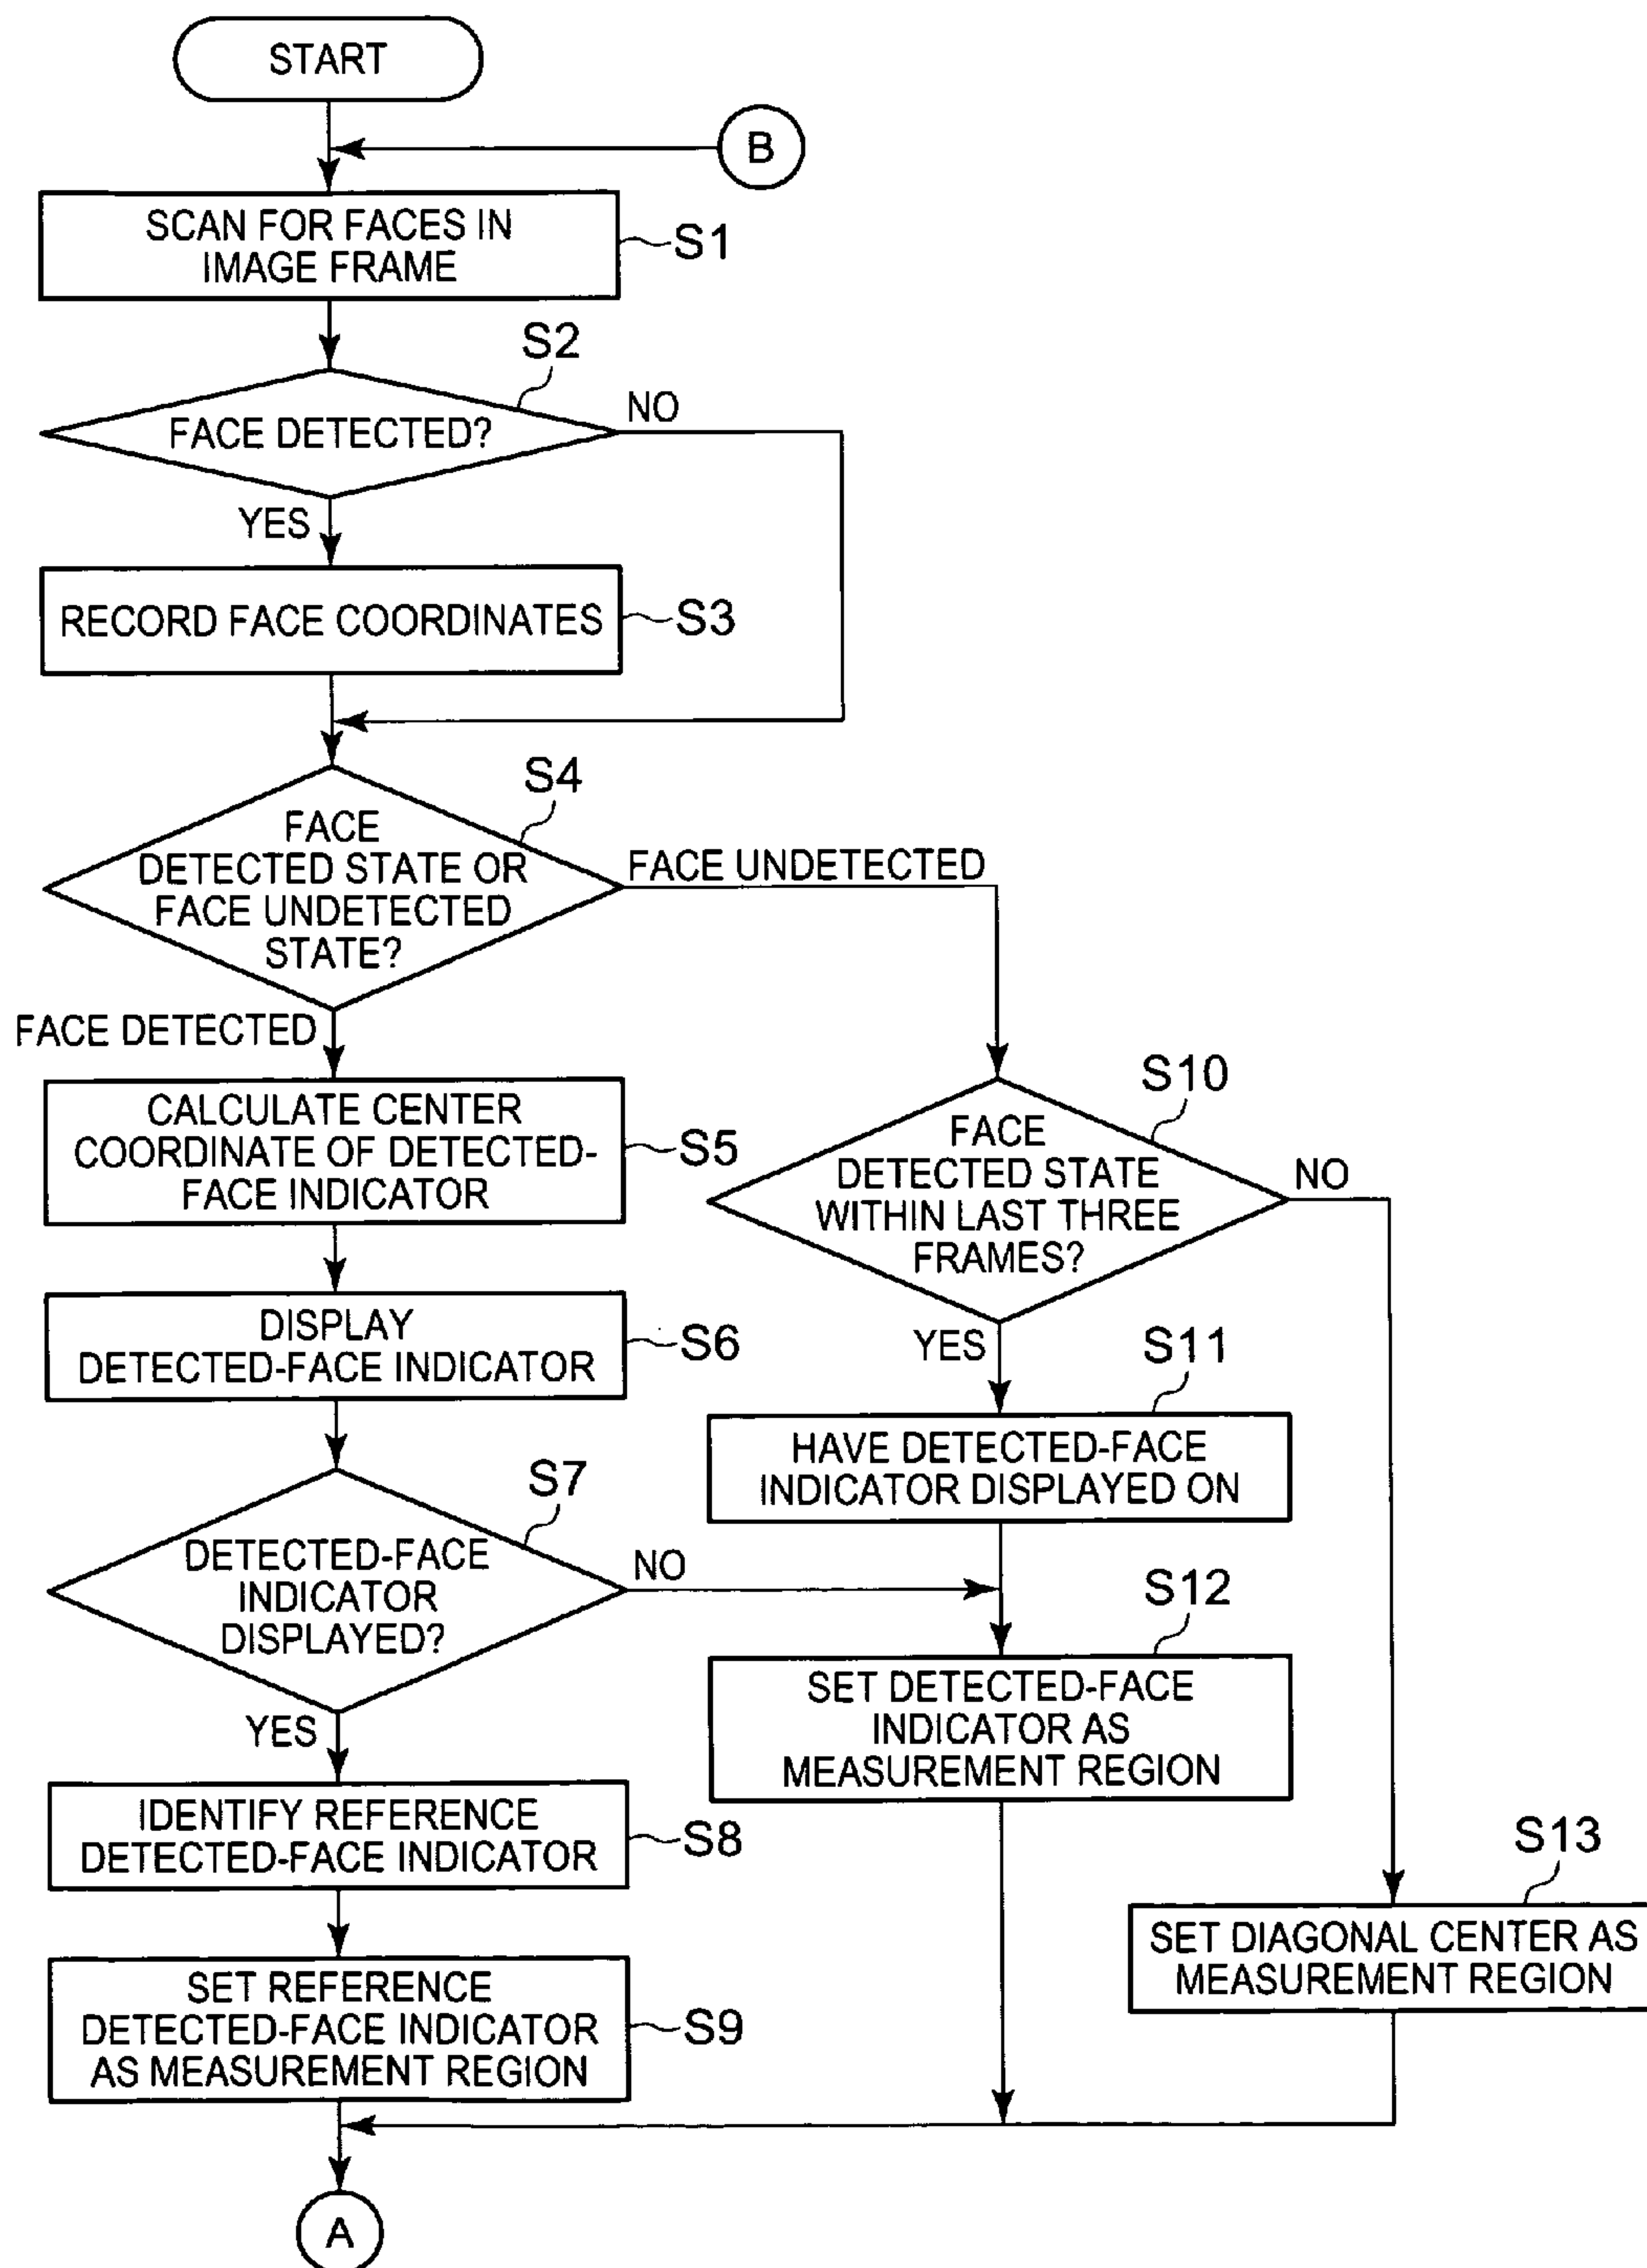 START
B
SCAN FOR FACES IN
IMAGE FRAME
S1
S2
FACE DETECTED?
NO
YES
RECORD FACE COORDINATES
S3
S4
FACE
DETECTED STATE OR
FACE UNDETECTED
STATE?
FACE UNDETECTED
FACE DETECTED
CALCULATE CENTER
COORDINATE OF DETECTED-
FACE INDICATOR
S5
S10
FACE
DETECTED STATE
WITHIN LAST THREE
FRAMES?
NO
YES
DISPLAY
DETECTED-FACE INDICATOR
S6
S11
HAVE DETECTED-FACE
INDICATOR DISPLAYED ON
S7
DETECTED-FACE
INDICATOR
DISPLAYED?
NO
YES
S12
SET DETECTED-FACE
INDICATOR AS
MEASUREMENT REGION
IDENTIFY REFERENCE
DETECTED-FACE INDICATOR
S8
S13
SET DIAGONAL CENTER AS
MEASUREMENT REGION
SET REFERENCE
DETECTED-FACE INDICATOR
AS MEASUREMENT REGION
S9
A